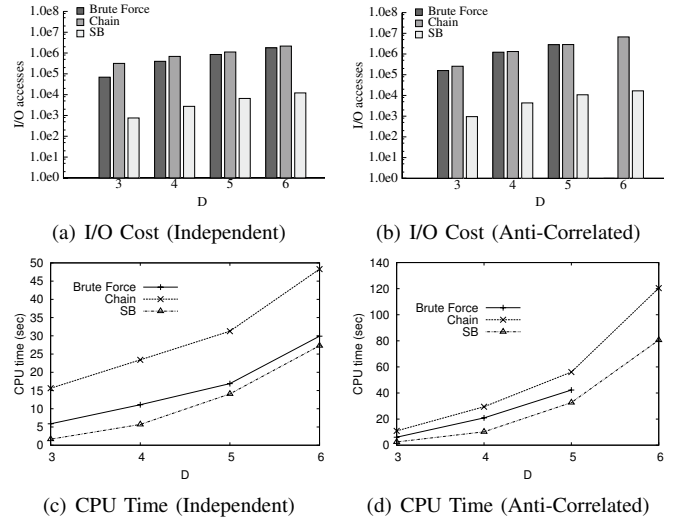 Brute Force
Chain
SB
1.0e8
1.0e7
1.0e6
1.0e5
1.0e4
1.0e3
1.0e2
1.0e1
1.0e0
I/O accesses
3 4 5 6
D
(a) I/O Cost (Independent)
Brute Force
Chain
SB
1.0e8
1.0e7
1.0e6
1.0e5
1.0e4
1.0e3
1.0e2
1.0e1
1.0e0
I/O accesses
3 4 5 6
D
(b) I/O Cost (Anti-Correlated)
Brute Force
Chain
SB
50
45
40
35
30
25
20
15
10
5
0
CPU time (sec)
3 4 5 6
D
(c) CPU Time (Independent)
Brute Force
Chain
SB
140
120
100
80
60
40
20
0
CPU time (sec)
3 4 5 6
D
(d) CPU Time (Anti-Correlated)